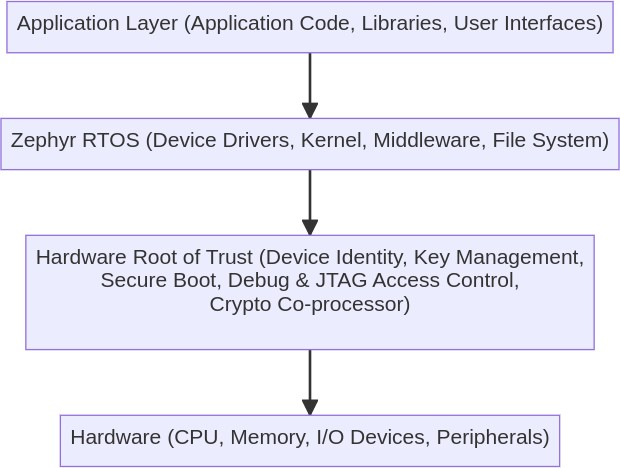 Application Layer (Application Code, Libraries, User Interfaces)
Zephyr RTOS (Device Drivers, Kernel, Middleware, File System)
Hardware Root of Trust (Device Identity, Key Management,
Secure Boot, Debug & JTAG Access Control,
Crypto Co-processor)
Hardware (CPU, Memory, I/O Devices, Peripherals)